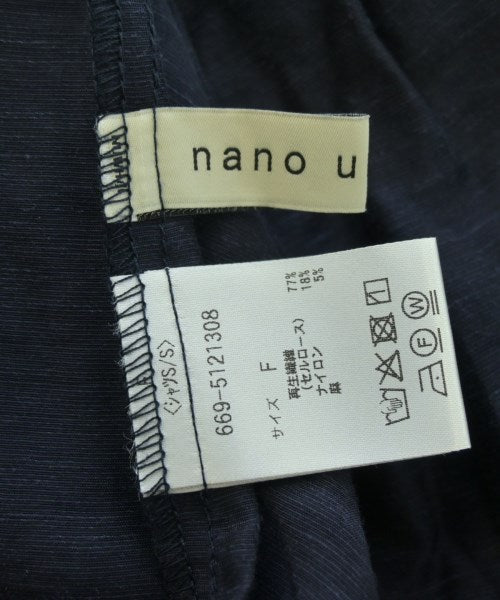 nano u
〈シャツS/S〉
669-5121308
サイズ F
再生繊維 77%
(セルロース)
ナイロン 18%
麻 5%
F W